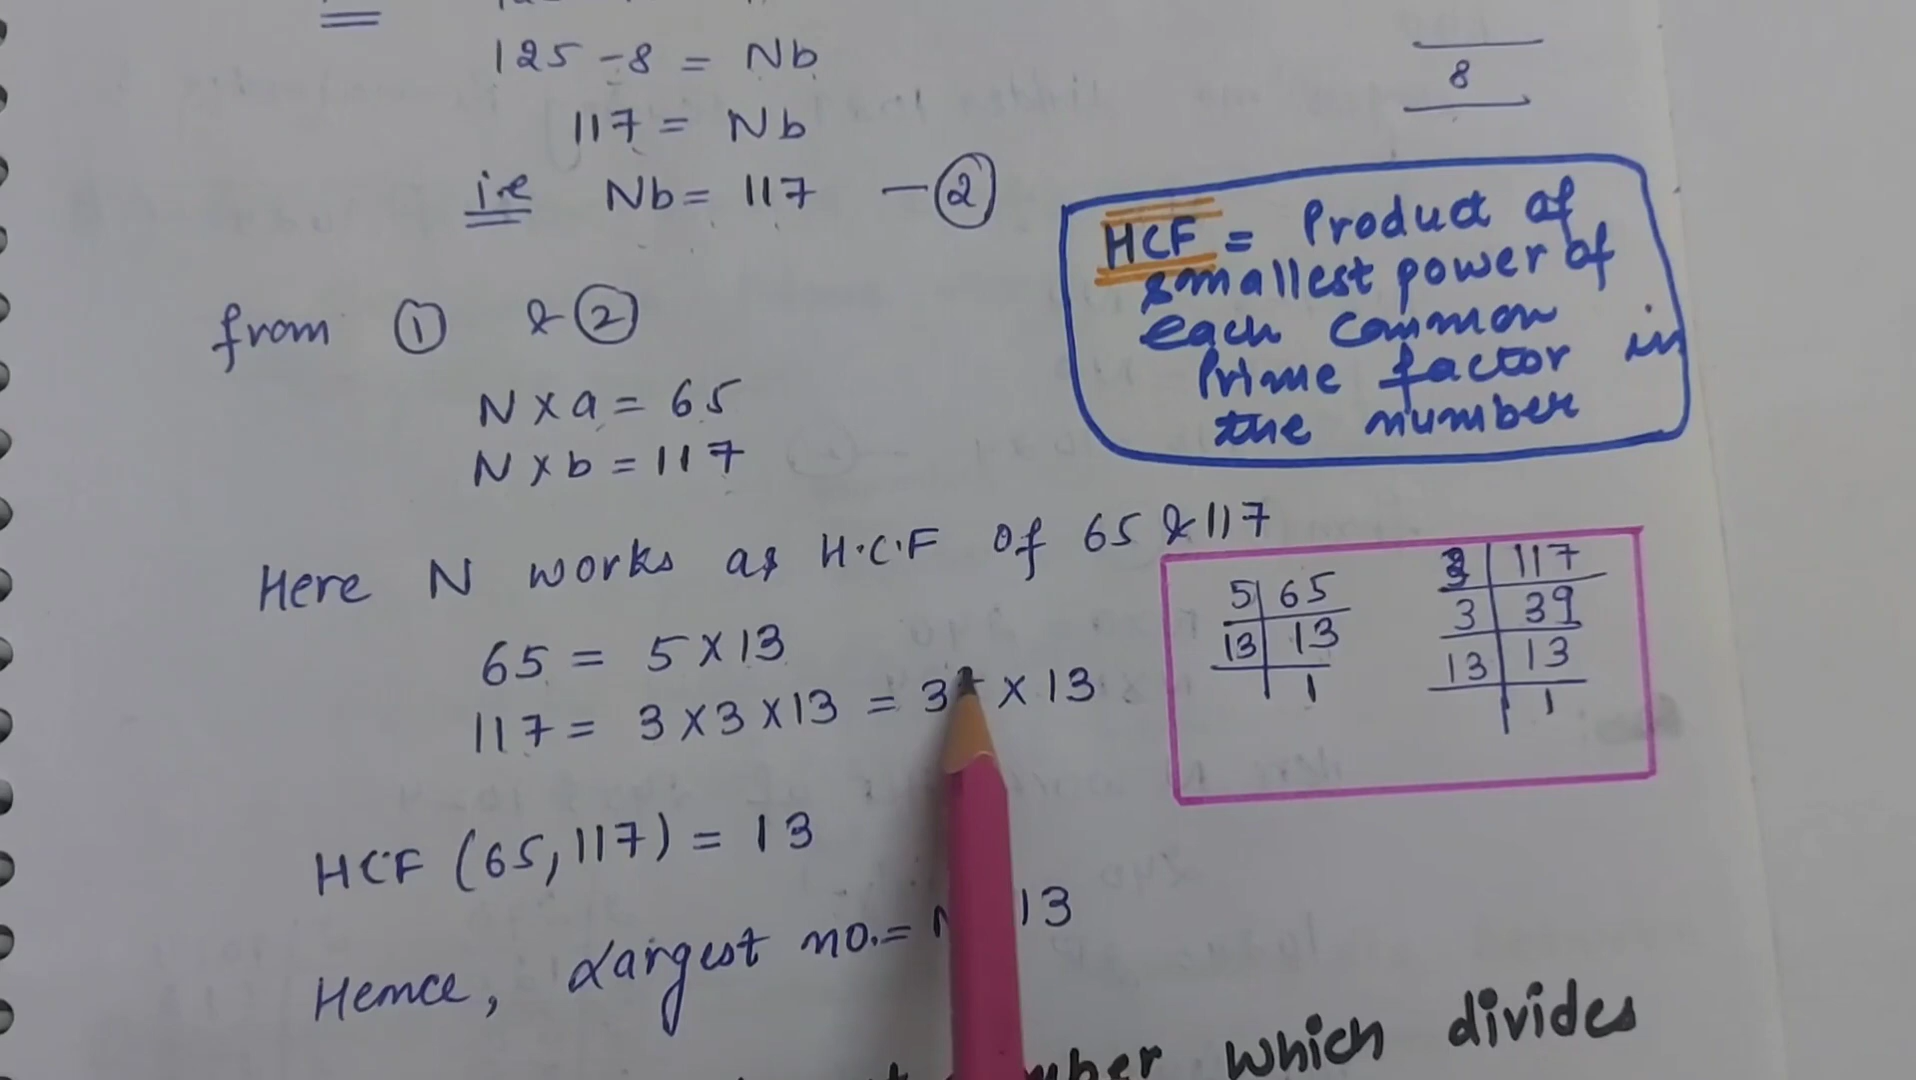 125 - 8 = Nb
117 = Nb
i.e Nb = 117 - ②
8
HCF = Product of
smallest power of
each common
Prime factor in
the number
from ① & ②
N x a = 65
N x b = 117
Here N works as H.C.F of 65 & 117
65 = 5 x 13
117 = 3 x 3 x 13 = 3 x 13
5 | 65
13 | 13
1
3 | 117
3 | 39
13 | 13
1
HCF (65, 117) = 13
Hence, Largest no. = 13
which divides